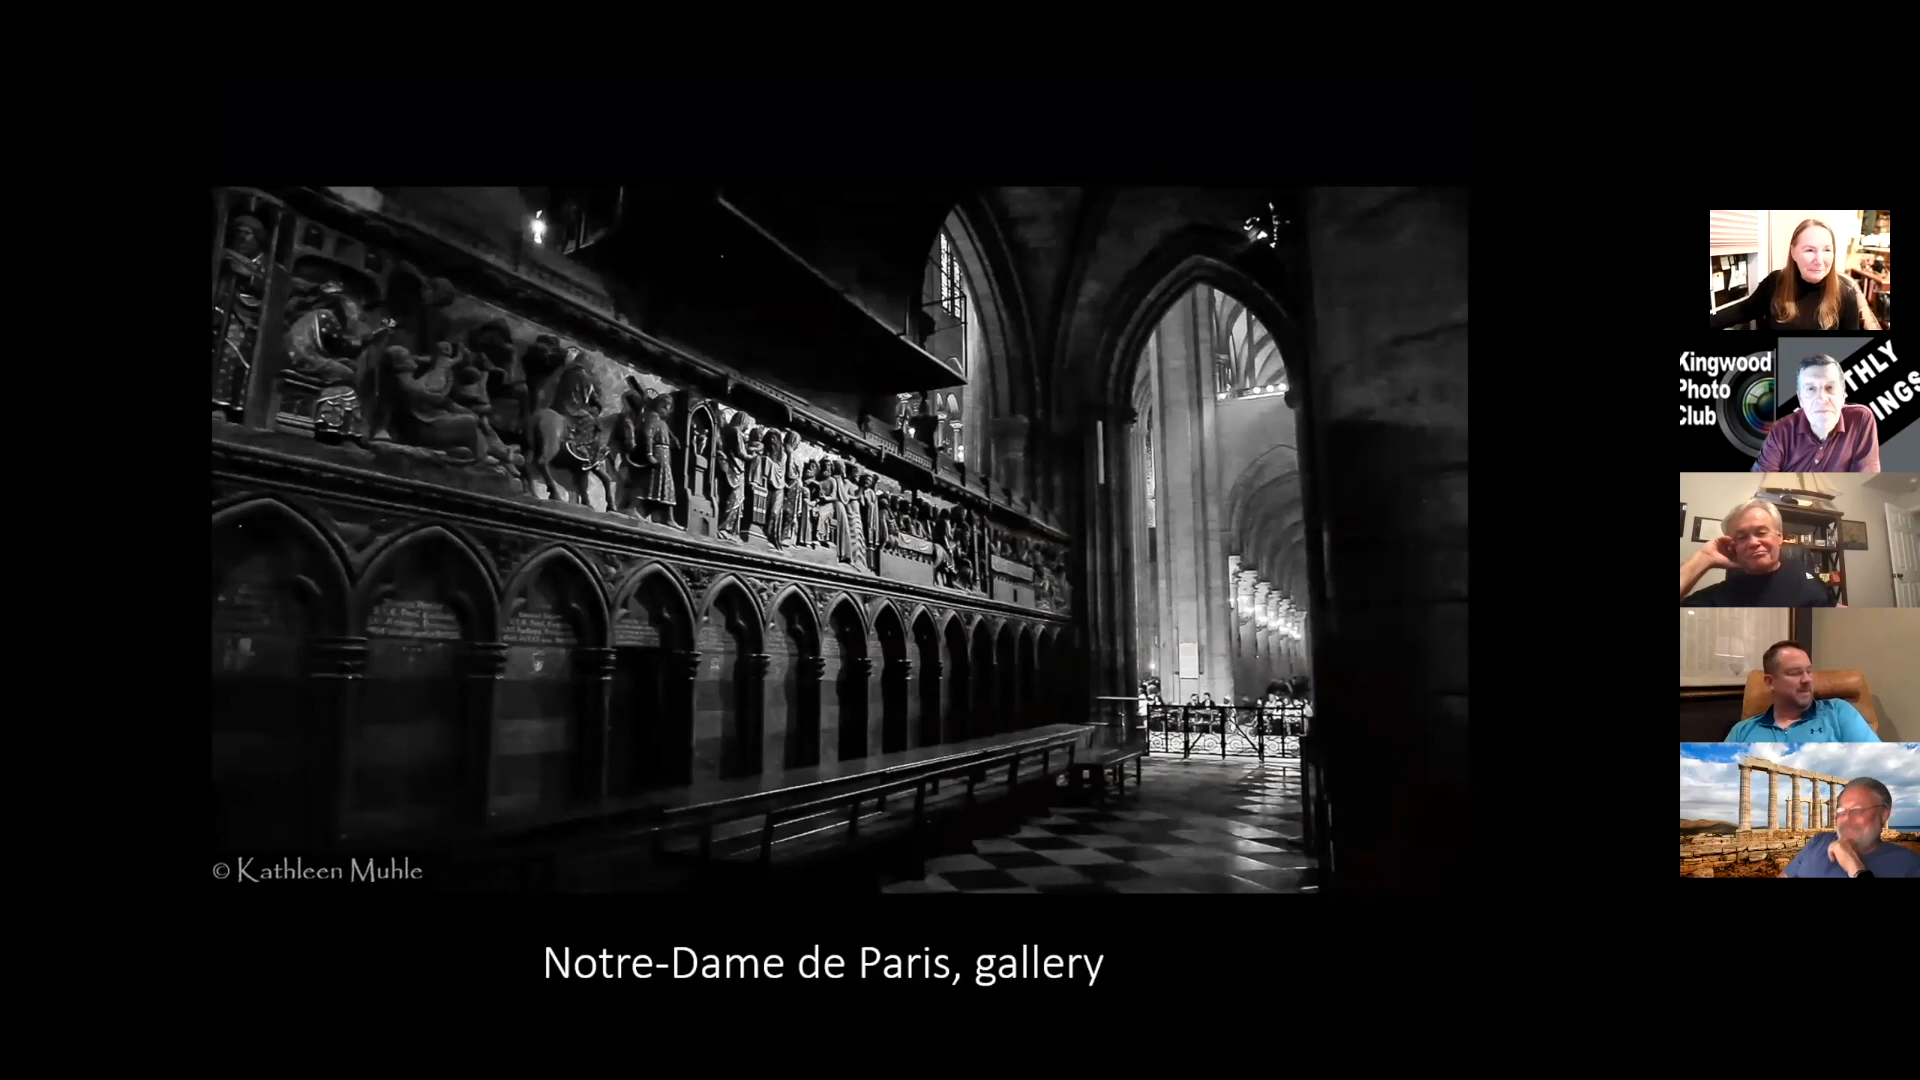 © Kathleen Muhle
Notre-Dame de Paris, gallery
Kingwood
Photo
Club
THLY
INGS